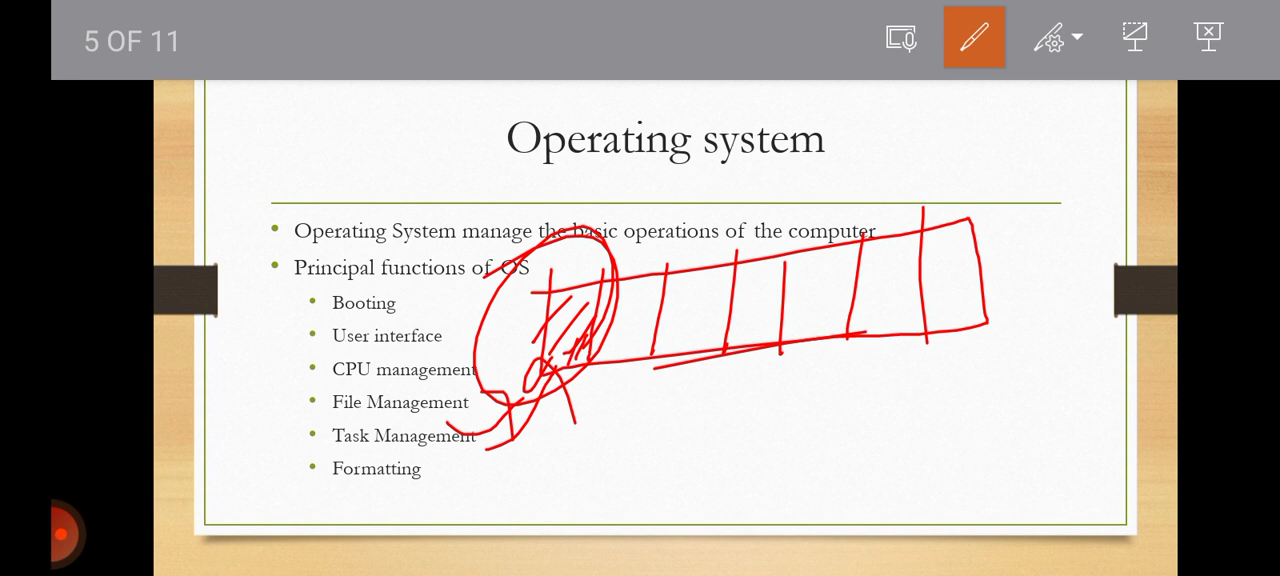 5 OF 11
Operating system
Operating System manage the basic operations of the computer
Principal functions of OS
Booting
User interface
CPU management
File Management
Task Management
Formatting